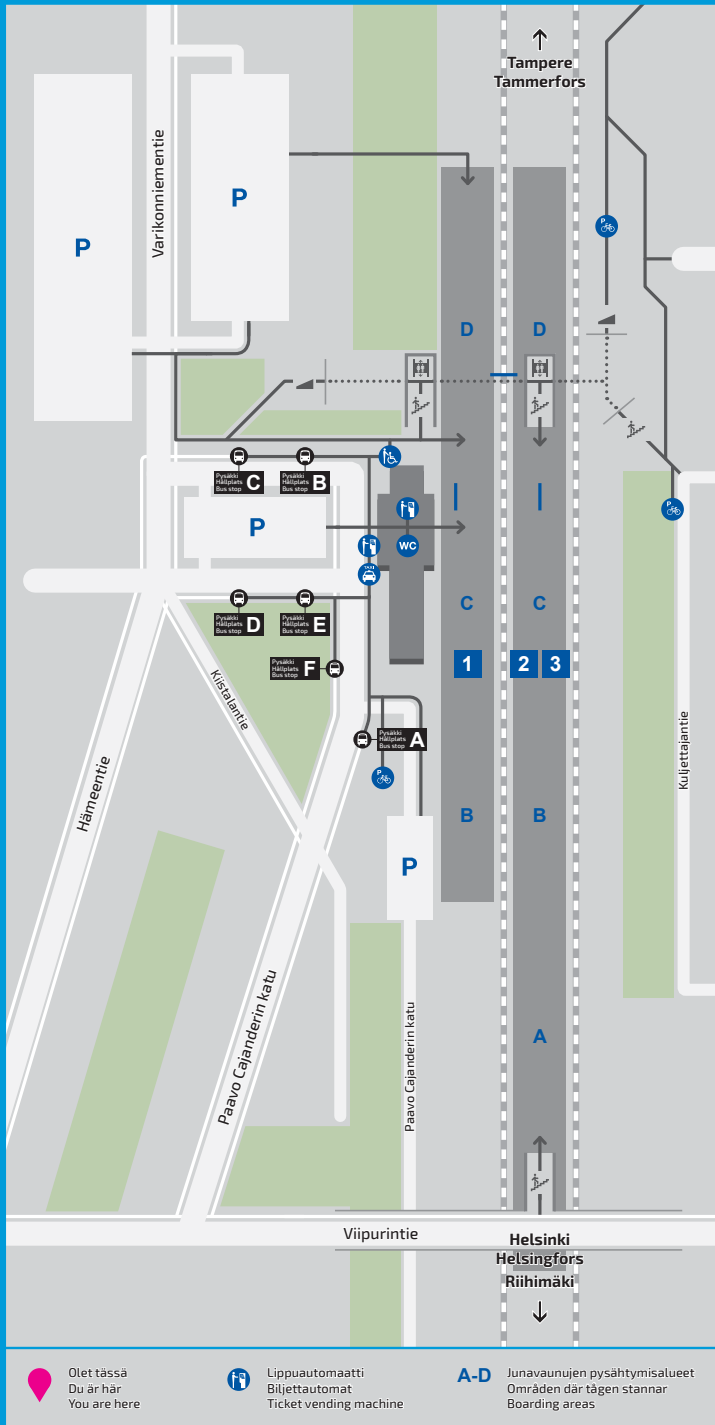 Tampere
Tammerfors
Varikonniementie
P
P
P
D
D
Pysäkki
Hållplats
Bus stop
C
Pysäkki
Hållplats
Bus stop
B
P
WC
TAXI
C
C
Pysäkki
Hållplats
Bus stop
D
Pysäkki
Hållplats
Bus stop
E
Pysäkki
Hållplats
Bus stop
F
1
2 3
Kiistalantie
Pysäkki
Hållplats
Bus stop
A
P
Hämeentie
Kuljettajantie
B
B
P
P
Paavo Cajanderin katu
Paavo Cajanderin katu
A
Viipurintie
Helsinki
Helsingfors
Riihimäki
Olet tässä
Du är här
You are here
Lippuautomaatti
Biljettautomat
Ticket vending machine
A-D
Junavaunujen pysähtymisalueet
Områden där tågen stannar
Boarding areas